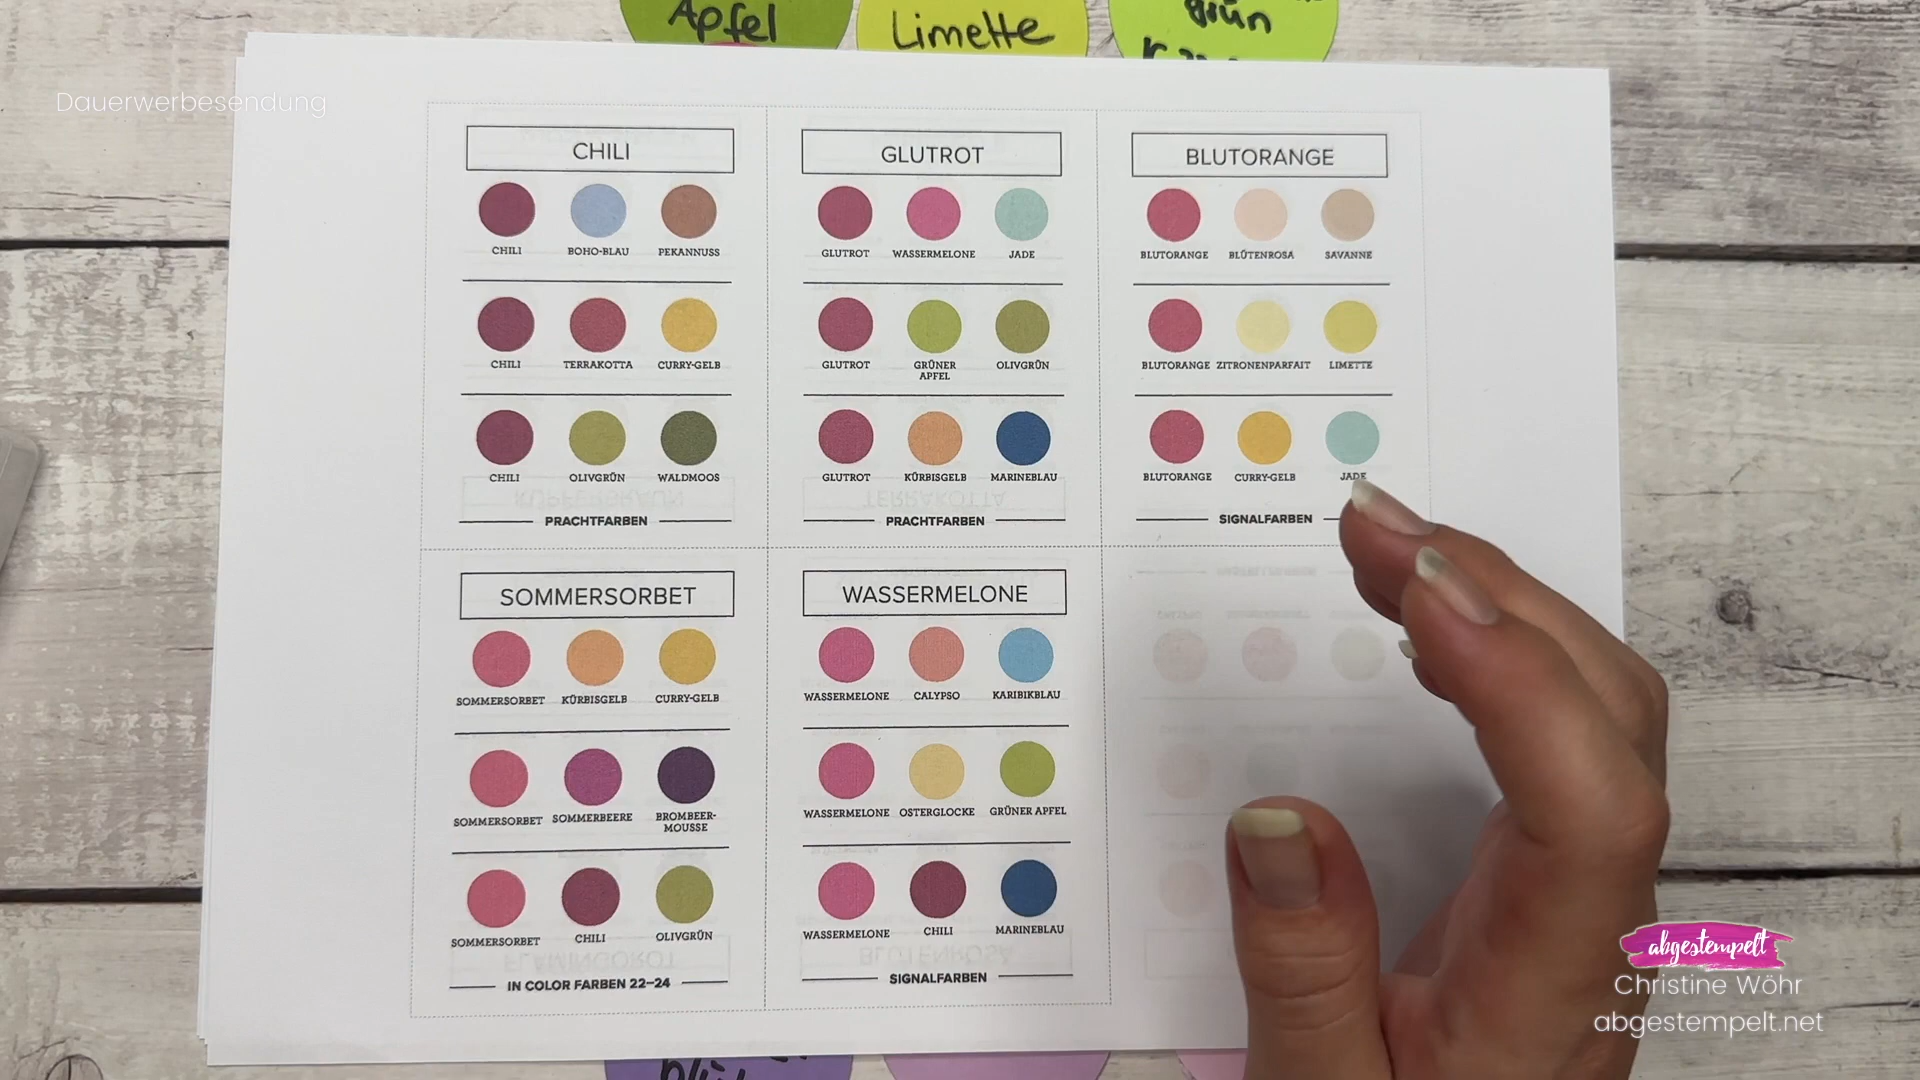 Apfel
Limette
grün
Dauerwerbesendung
CHILI
CHILI BOHO-BLAU PEKANNUSS
CHILI TERRAKOTTA CURRY-GELB
CHILI OLIVGRÜN WALDMOOS
PRACHTFARBEN
GLUTROT
GLUTROT WASSERMELONE JADE
GLUTROT GRÜNER APFEL OLIVGRÜN
GLUTROT KÜRBISGELB MARINEBLAU
PRACHTFARBEN
BLUTORANGE
BLUTORANGE BLÜTENROSA SAVANNE
BLUTORANGE ZITRONENPARFAIT LIMETTE
BLUTORANGE CURRY-GELB JADE
SIGNALFARBEN
SOMMERSORBET
SOMMERSORBET KÜRBISGELB CURRY-GELB
SOMMERSORBET SOMMERBEERE BROMBEER-
MOUSSE
SOMMERSORBET CHILI OLIVGRÜN
IN COLOR FARBEN 22–24
WASSERMELONE
WASSERMELONE CALYPSO KARIBIKBLAU
WASSERMELONE OSTERGLOCKE GRÜNER APFEL
WASSERMELONE CHILI MARINEBLAU
SIGNALFARBEN
abgestempelt
Christine Wöhr
abgestempelt.net